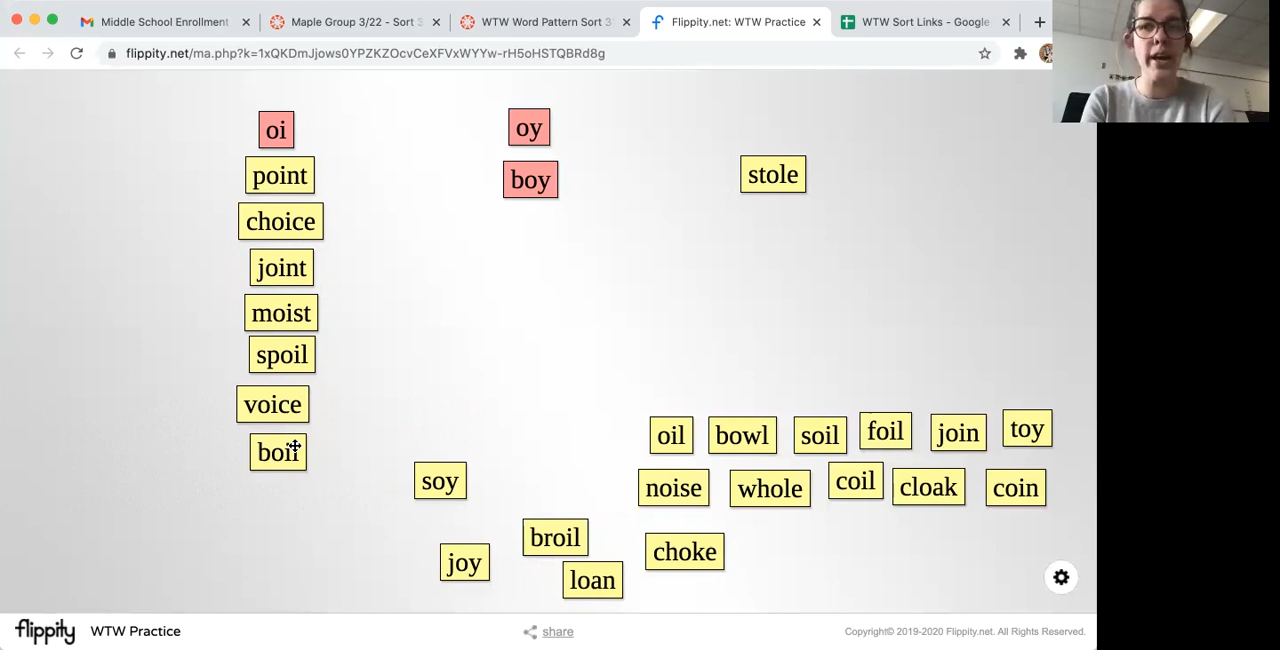 Middle School Enrollment
Maple Group 3/22 - Sort 3
WTW Word Pattern Sort 3
Flippity.net: WTW Practice
WTW Sort Links - Google
flippity.net/ma.php?k=1xQKDmJjows0YPZKZOcvCeXFVxWYYw-rH5oHSTQBRd8g
oi
oy
point
boy
stole
choice
joint
moist
spoil
voice
boil
oil
bowl
soil
foil
join
toy
soy
noise
whole
coil
cloak
coin
broil
choke
joy
loan
flippity
WTW Practice
share
Copyright© 2019-2020 Flippity.net. All Rights Reserved.